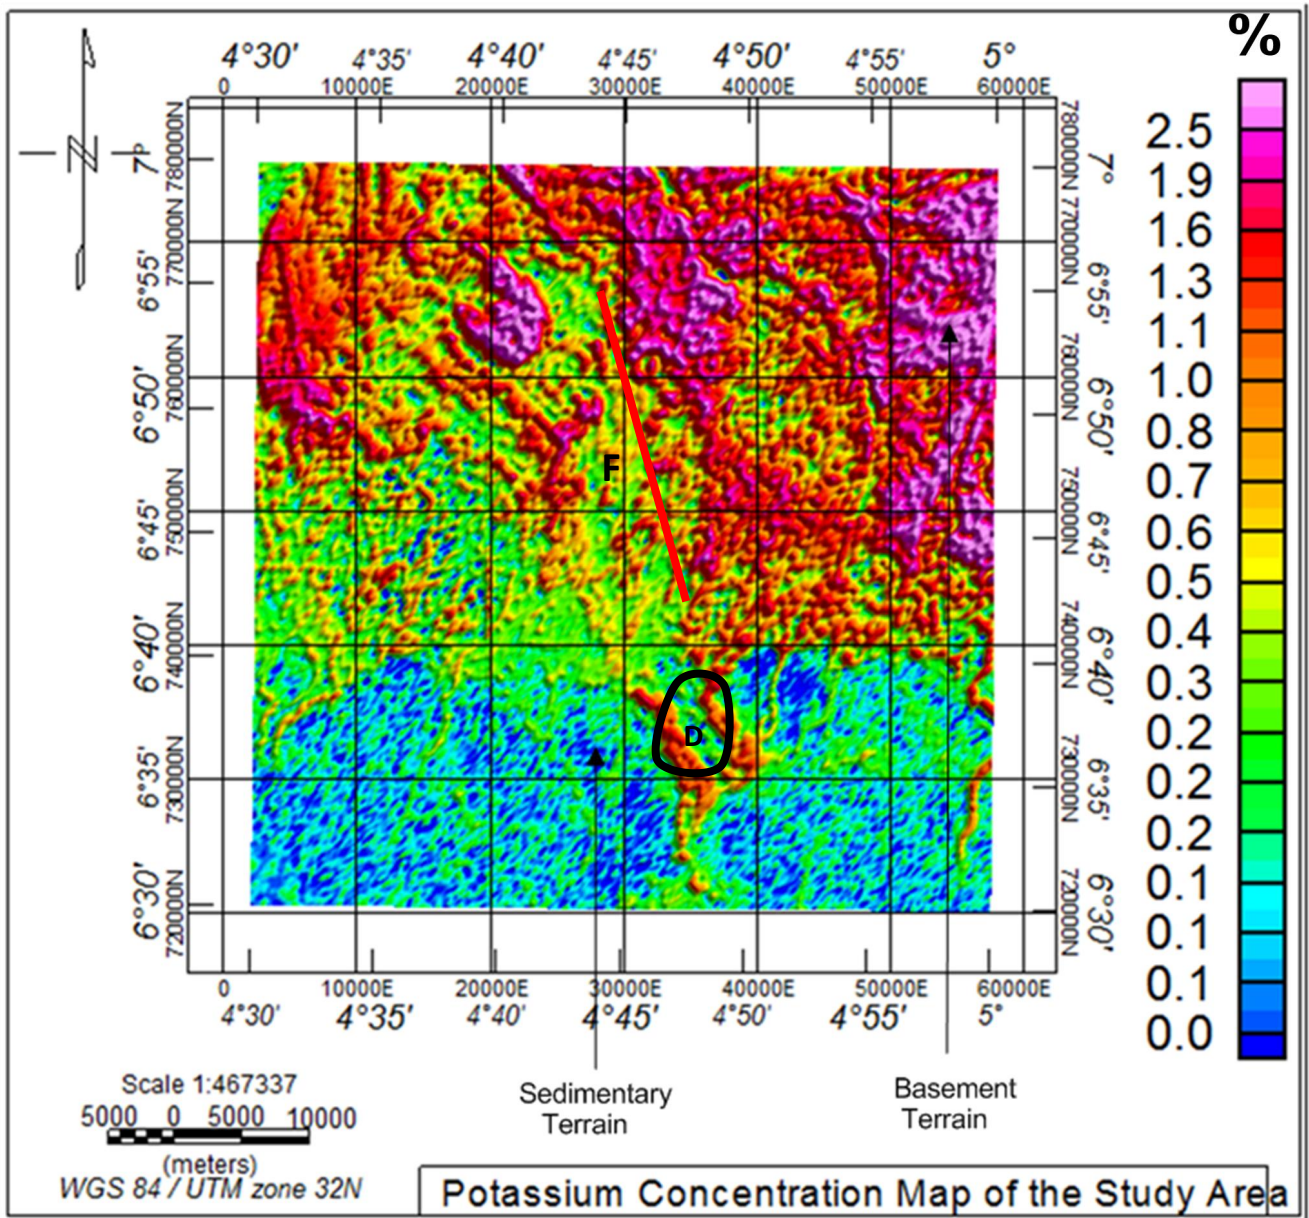 %
4°30' 4°35' 4°40' 4°45' 4°50' 4°55' 5°
0 10000E 20000E 30000E 40000E 50000E 60000E
N
7° 6°55' 6°50' 6°45' 6°40' 6°35' 6°30'
780000N 770000N 760000N 750000N 740000N 730000N 720000N
F
D
780000N 770000N 760000N 750000N 740000N 730000N 720000N
7° 6°55' 6°50' 6°45' 6°40' 6°35' 6°30'
2.5
1.9
1.6
1.3
1.1
1.0
0.8
0.7
0.6
0.5
0.4
0.3
0.2
0.2
0.2
0.1
0.1
0.1
0.0
0 10000E 20000E 30000E 40000E 50000E 60000E
4°30' 4°35' 4°40' 4°45' 4°50' 4°55' 5°
Sedimentary
Terrain
Basement
Terrain
Scale 1:467337
5000 0 5000 10000
(meters)
WGS 84 / UTM zone 32N
Potassium Concentration Map of the Study Area